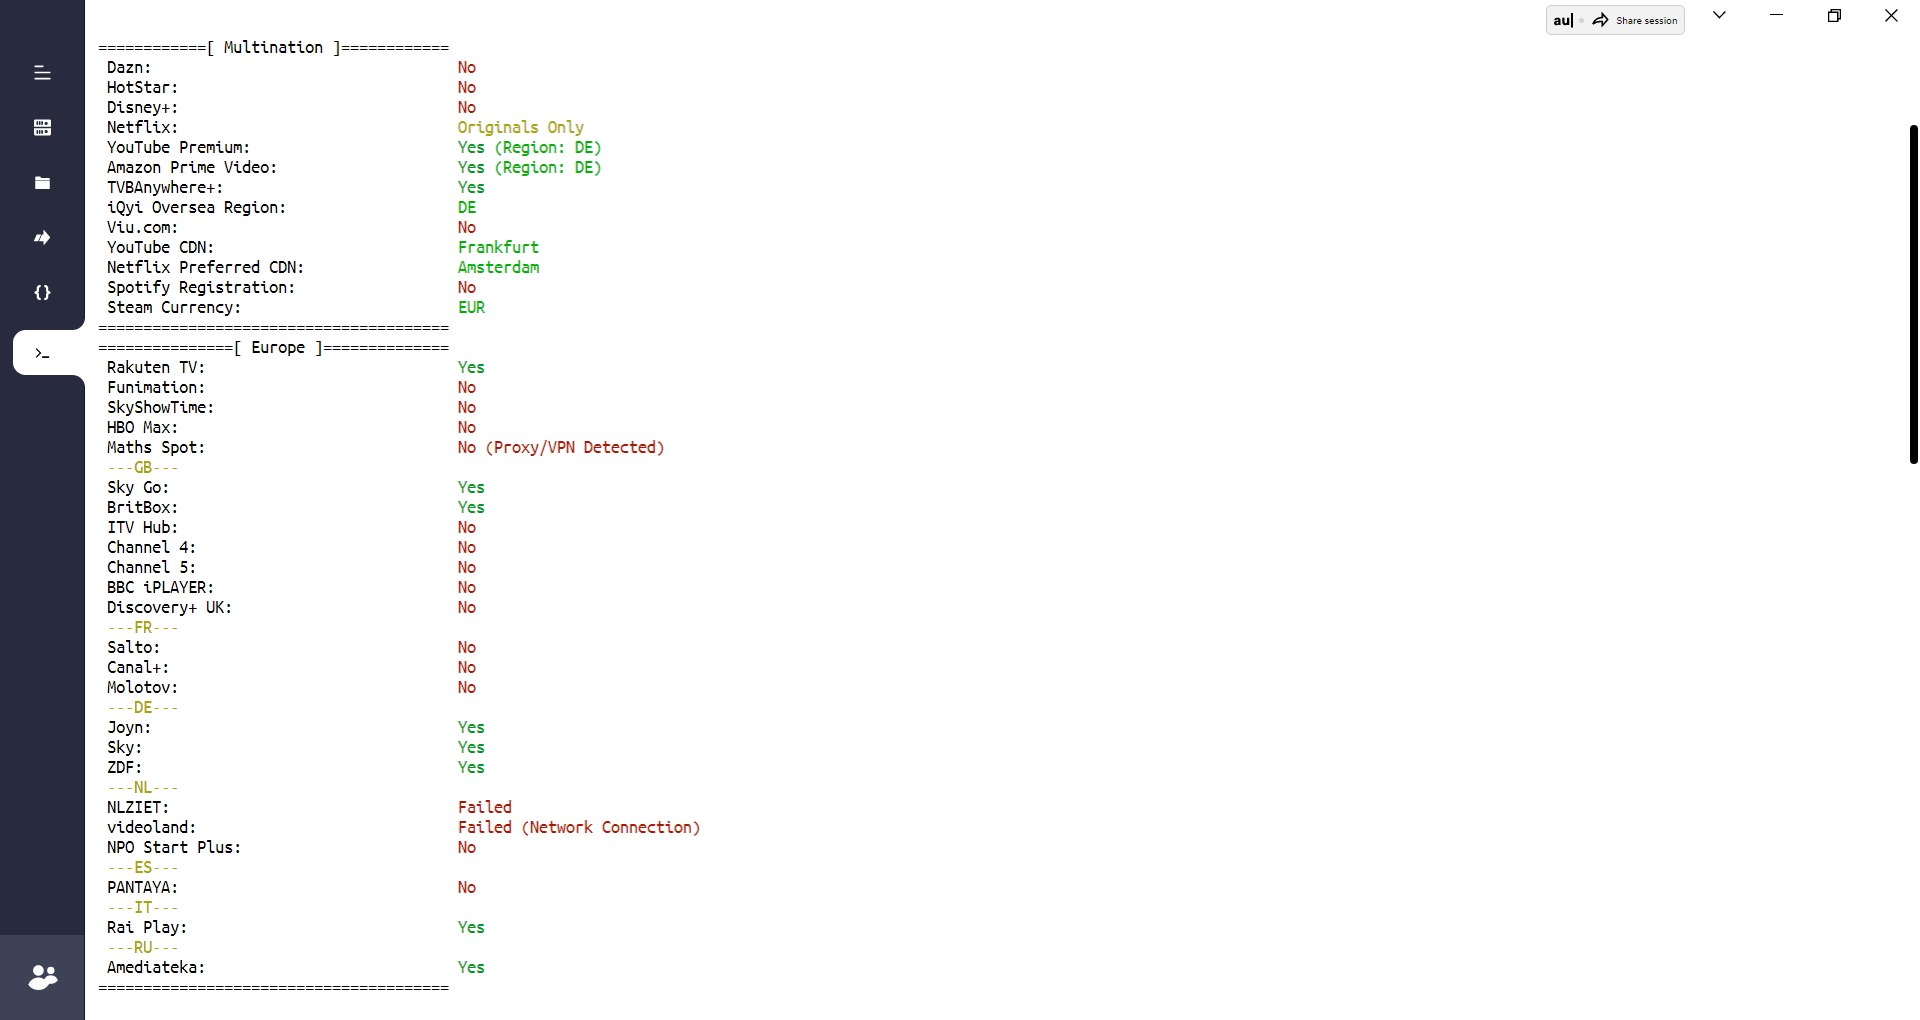 au| Share session
============[ Multination ]============
Dazn: No
HotStar: No
Disney+: No
Netflix: Originals Only
YouTube Premium: Yes (Region: DE)
Amazon Prime Video: Yes (Region: DE)
TVBAnywhere+: Yes
iQyi Oversea Region: DE
Viu.com: No
YouTube CDN: Frankfurt
Netflix Preferred CDN: Amsterdam
Spotify Registration: No
Steam Currency: EUR
=======================================
===============[ Europe ]==============
Rakuten TV: Yes
Funimation: No
SkyShowTime: No
HBO Max: No
Maths Spot: No (Proxy/VPN Detected)
---GB---
Sky Go: Yes
BritBox: Yes
ITV Hub: No
Channel 4: No
Channel 5: No
BBC iPLAYER: No
Discovery+ UK: No
---FR---
Salto: No
Canal+: No
Molotov: No
---DE---
Joyn: Yes
Sky: Yes
ZDF: Yes
---NL---
NLZIET: Failed
videoland: Failed (Network Connection)
NPO Start Plus: No
---ES---
PANTAYA: No
---IT---
Rai Play: Yes
---RU---
Amediateka: Yes
=======================================